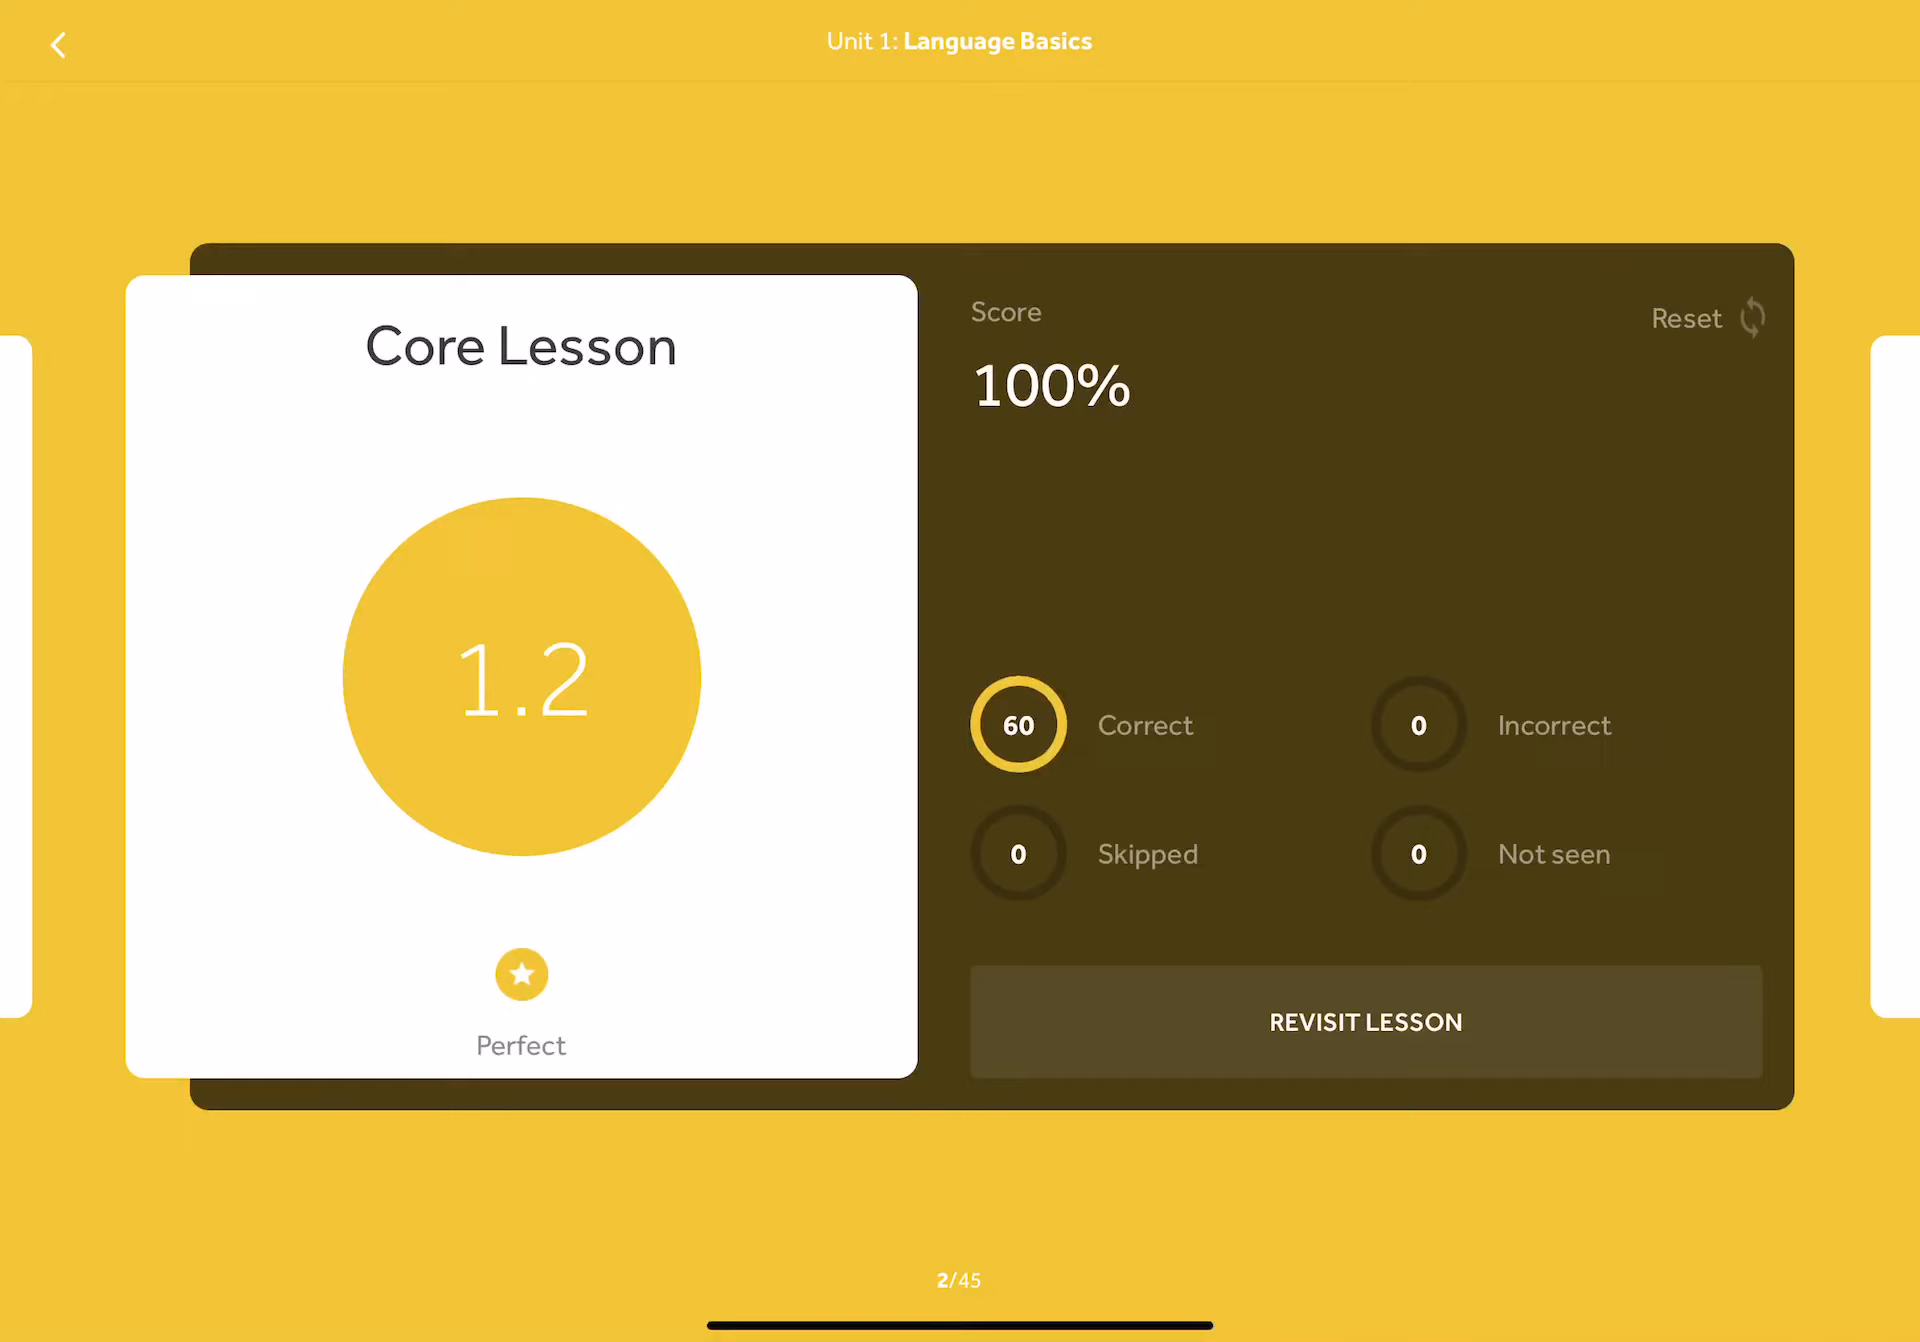 Unit 1: Language Basics
Core Lesson
1.2
Perfect
Score
Reset
100%
60 Correct
0 Incorrect
0 Skipped
0 Not seen
REVISIT LESSON
2/45